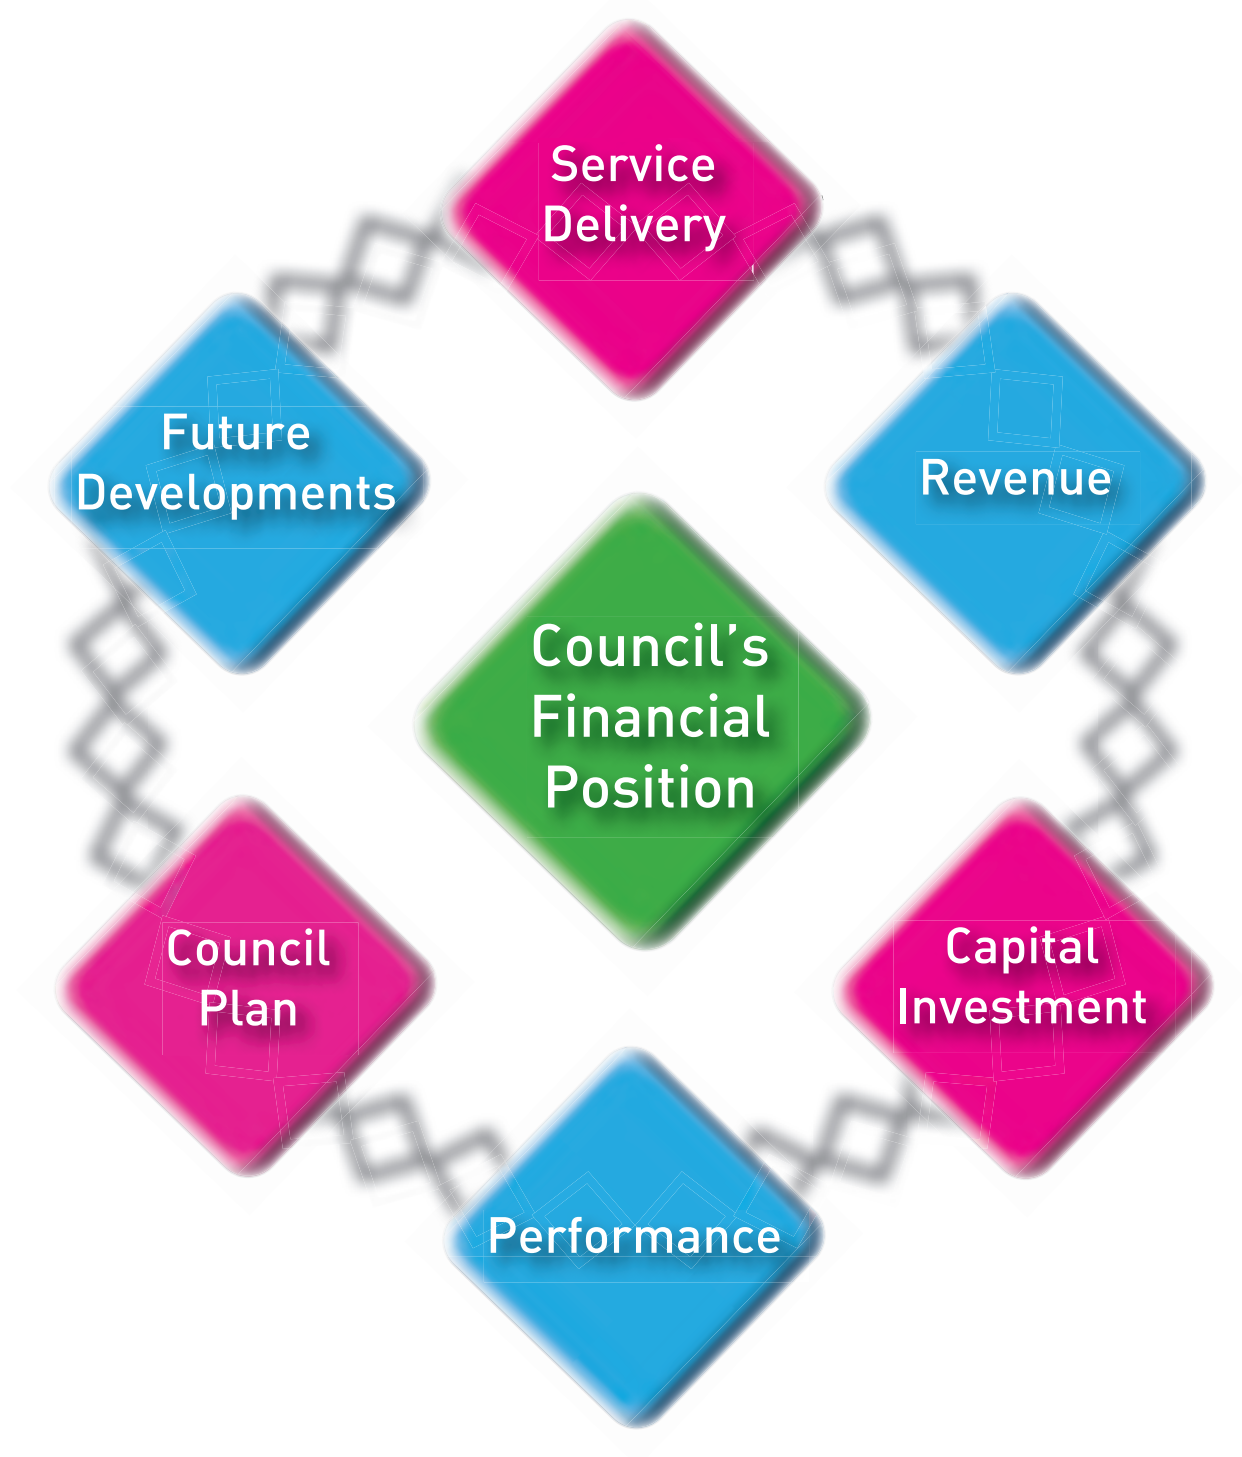 Service
Delivery
Future
Developments
Revenue
Council's
Financial
Position
Council
Plan
Capital
Investment
Performance